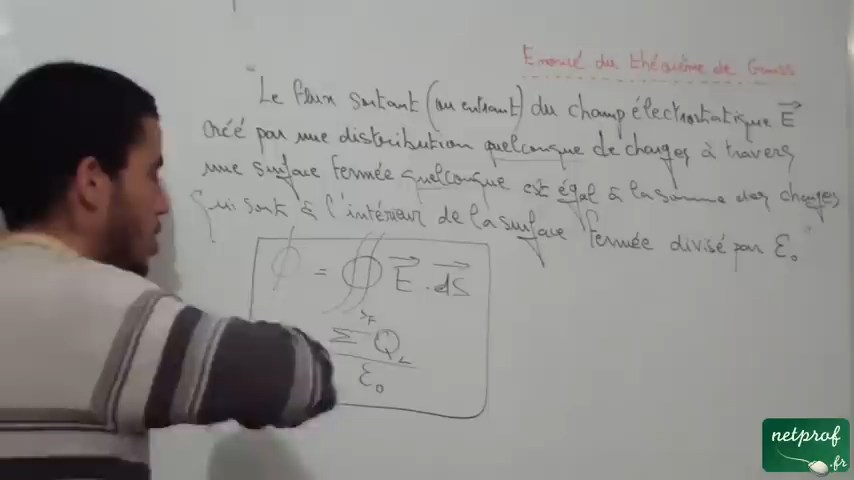 Enoncé du théorème de Gauss
"Le flux sortant (ou entrant) du champ électrostatique E→
créé par une distribution quelconque de charges à travers
une surface fermée quelconque est égal à la somme des charges
qui sont à l'intérieur de la surface fermée divisé par ε₀"
ϕ = ∯ E→ . dS→
SF
Σ Q
ε₀
netprof
.fr